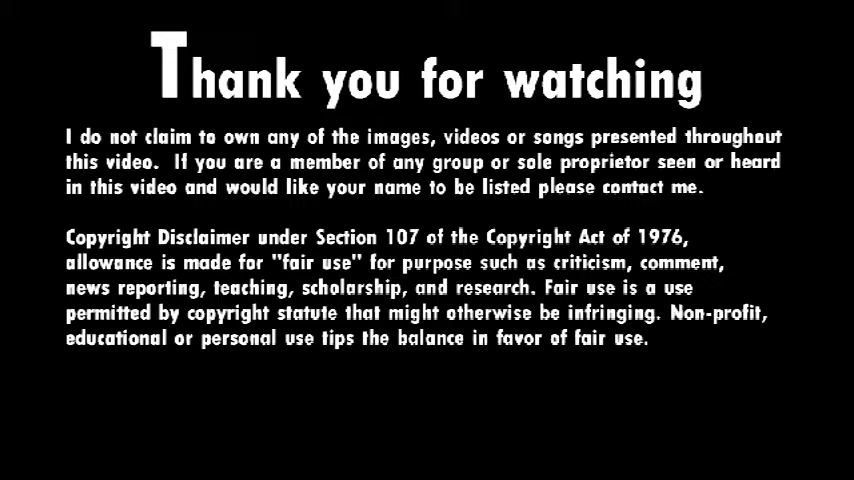 Thank you for watching
I do not claim to own any of the images, videos or songs presented throughout
this video. If you are a member of any group or sole proprietor seen or heard
in this video and would like your name to be listed please contact me.
Copyright Disclaimer under Section 107 of the Copyright Act of 1976,
allowance is made for "fair use" for purpose such as criticism, comment,
news reporting, teaching, scholarship, and research. Fair use is a use
permitted by copyright statute that might otherwise be infringing. Non-profit,
educational or personal use tips the balance in favor of fair use.